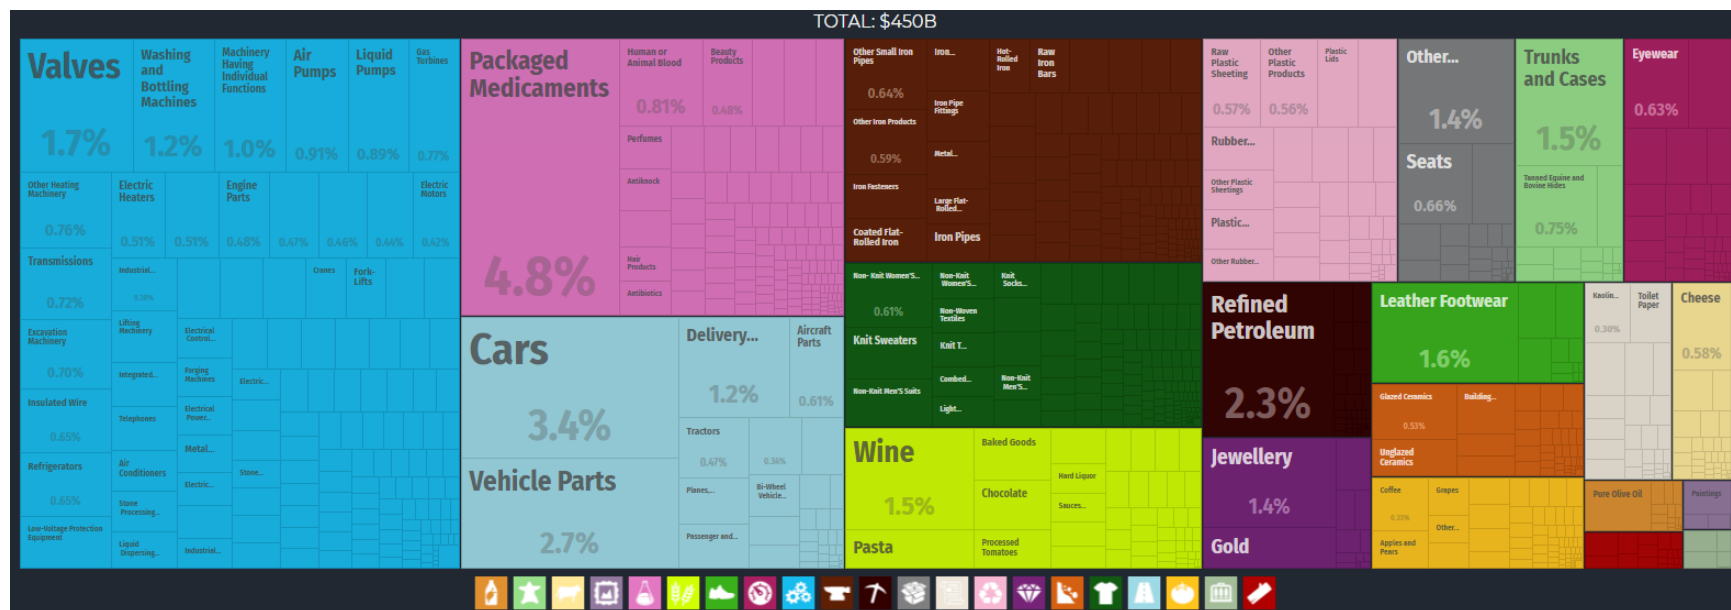 TOTAL: $450B
Valves
1.7%
Washing
and
Bottling
Machines
1.2%
Machinery
Having
Individual
Functions
1.0%
Air
Pumps
0.91%
Liquid
Pumps
0.89%
Gas
Turbines
0.77%
Other Heating
Machinery
0.76%
Electric
Heaters
0.51%
0.51%
Engine
Parts
0.48%
0.47%
0.46%
0.44%
Electric
Motors
0.42%
Transmissions
0.72%
Industrial...
Cranes
Fork-
Lifts
Excavation
Machinery
0.70%
Lifting
Machinery
Electrical
Control...
Integrated...
Forging
Machines
Electric...
Insulated Wire
0.65%
Telephones
Electrical
Power...
Metal...
Refrigerators
0.65%
Air
Conditioners
Electric...
Stone...
Low-Voltage Protection
Equipment
Stone
Processing...
Liquid
Dispersing...
Industrial...
Packaged
Medicaments
4.8%
Human or
Animal Blood
0.81%
Beauty
Products
0.48%
Perfumes
Antiknock
Hair
Products
Antibiotics
Cars
3.4%
Vehicle Parts
2.7%
Delivery...
1.2%
Aircraft
Parts
0.61%
Tractors
0.47%
0.36%
Planes,...
Bi-Wheel
Vehicle...
Passenger and...
Other Small Iron
Pipes
0.64%
Iron...
Hot-
Rolled
Iron
Raw
Iron
Bars
Other Iron Products
0.59%
Iron Pipe
Fittings
Metal...
Iron Fasteners
Large Flat-
Rolled...
Coated Flat-
Rolled Iron
Iron Pipes
Non- Knit Women'S...
0.61%
Non-Knit
Women'S...
Knit
Socks...
Non-Woven
Textiles
Knit Sweaters
Knit T...
Non-Knit Men'S Suits
Combed...
Non-Knit
Men'S...
Light...
Wine
1.5%
Baked Goods
Hard Liquor
Chocolate
Sauces...
Pasta
Processed
Tomatoes
Raw
Plastic
Sheeting
0.57%
Other
Plastic
Products
0.56%
Plastic
Lids
Rubber...
Other Plastic
Sheetings
Plastic...
Other Rubber...
Other...
1.4%
Seats
0.66%
Trunks
and Cases
1.5%
Tanned Equine and
Bovine Hides
0.75%
Eyewear
0.63%
Refined
Petroleum
2.3%
Jewellery
1.4%
Gold
Leather Footwear
1.6%
Glazed Ceramics
0.53%
Building...
Unglazed
Ceramics
Coffee
Grapes
Other...
Apples and
Pears
Kaolin...
0.30%
Toilet
Paper
Cheese
0.58%
Pure Olive Oil
Paintings